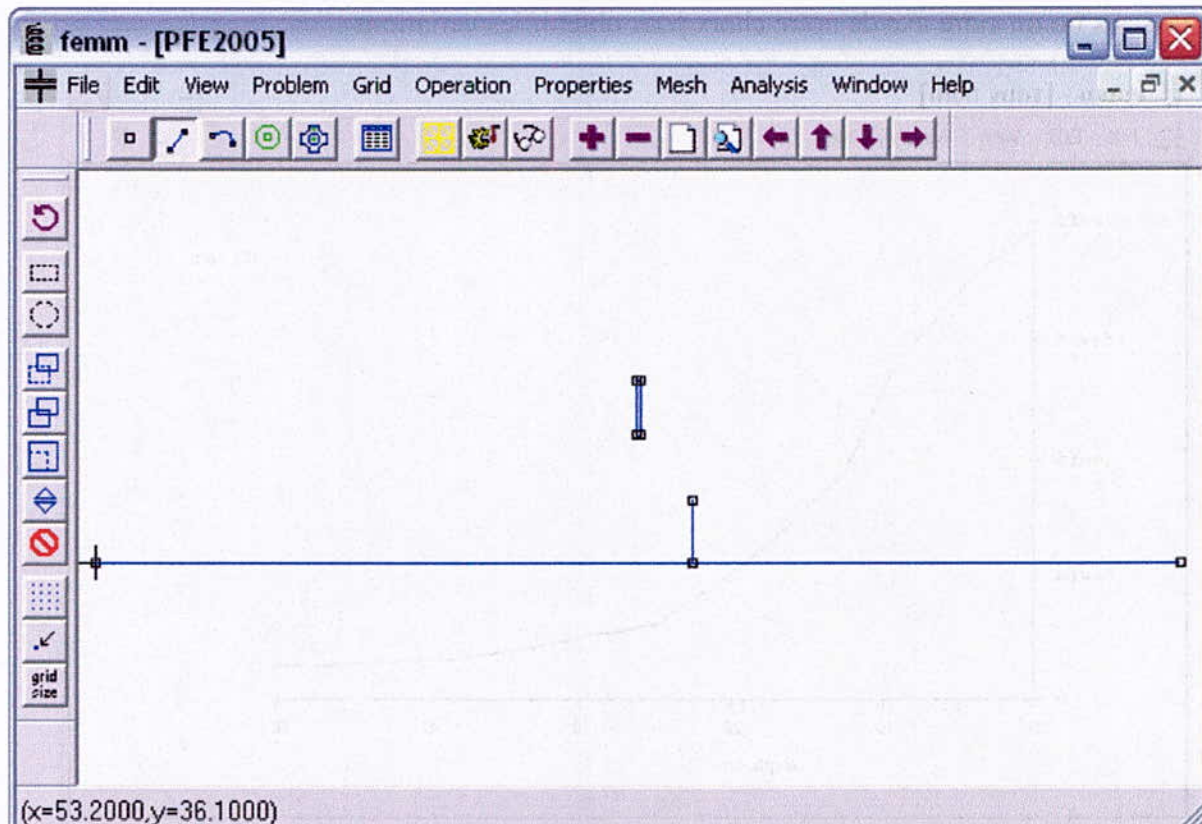 femm - [PFE2005]
File Edit View Problem Grid Operation Properties Mesh Analysis Window Help
grid
size
(x=53.2000,y=36.1000)